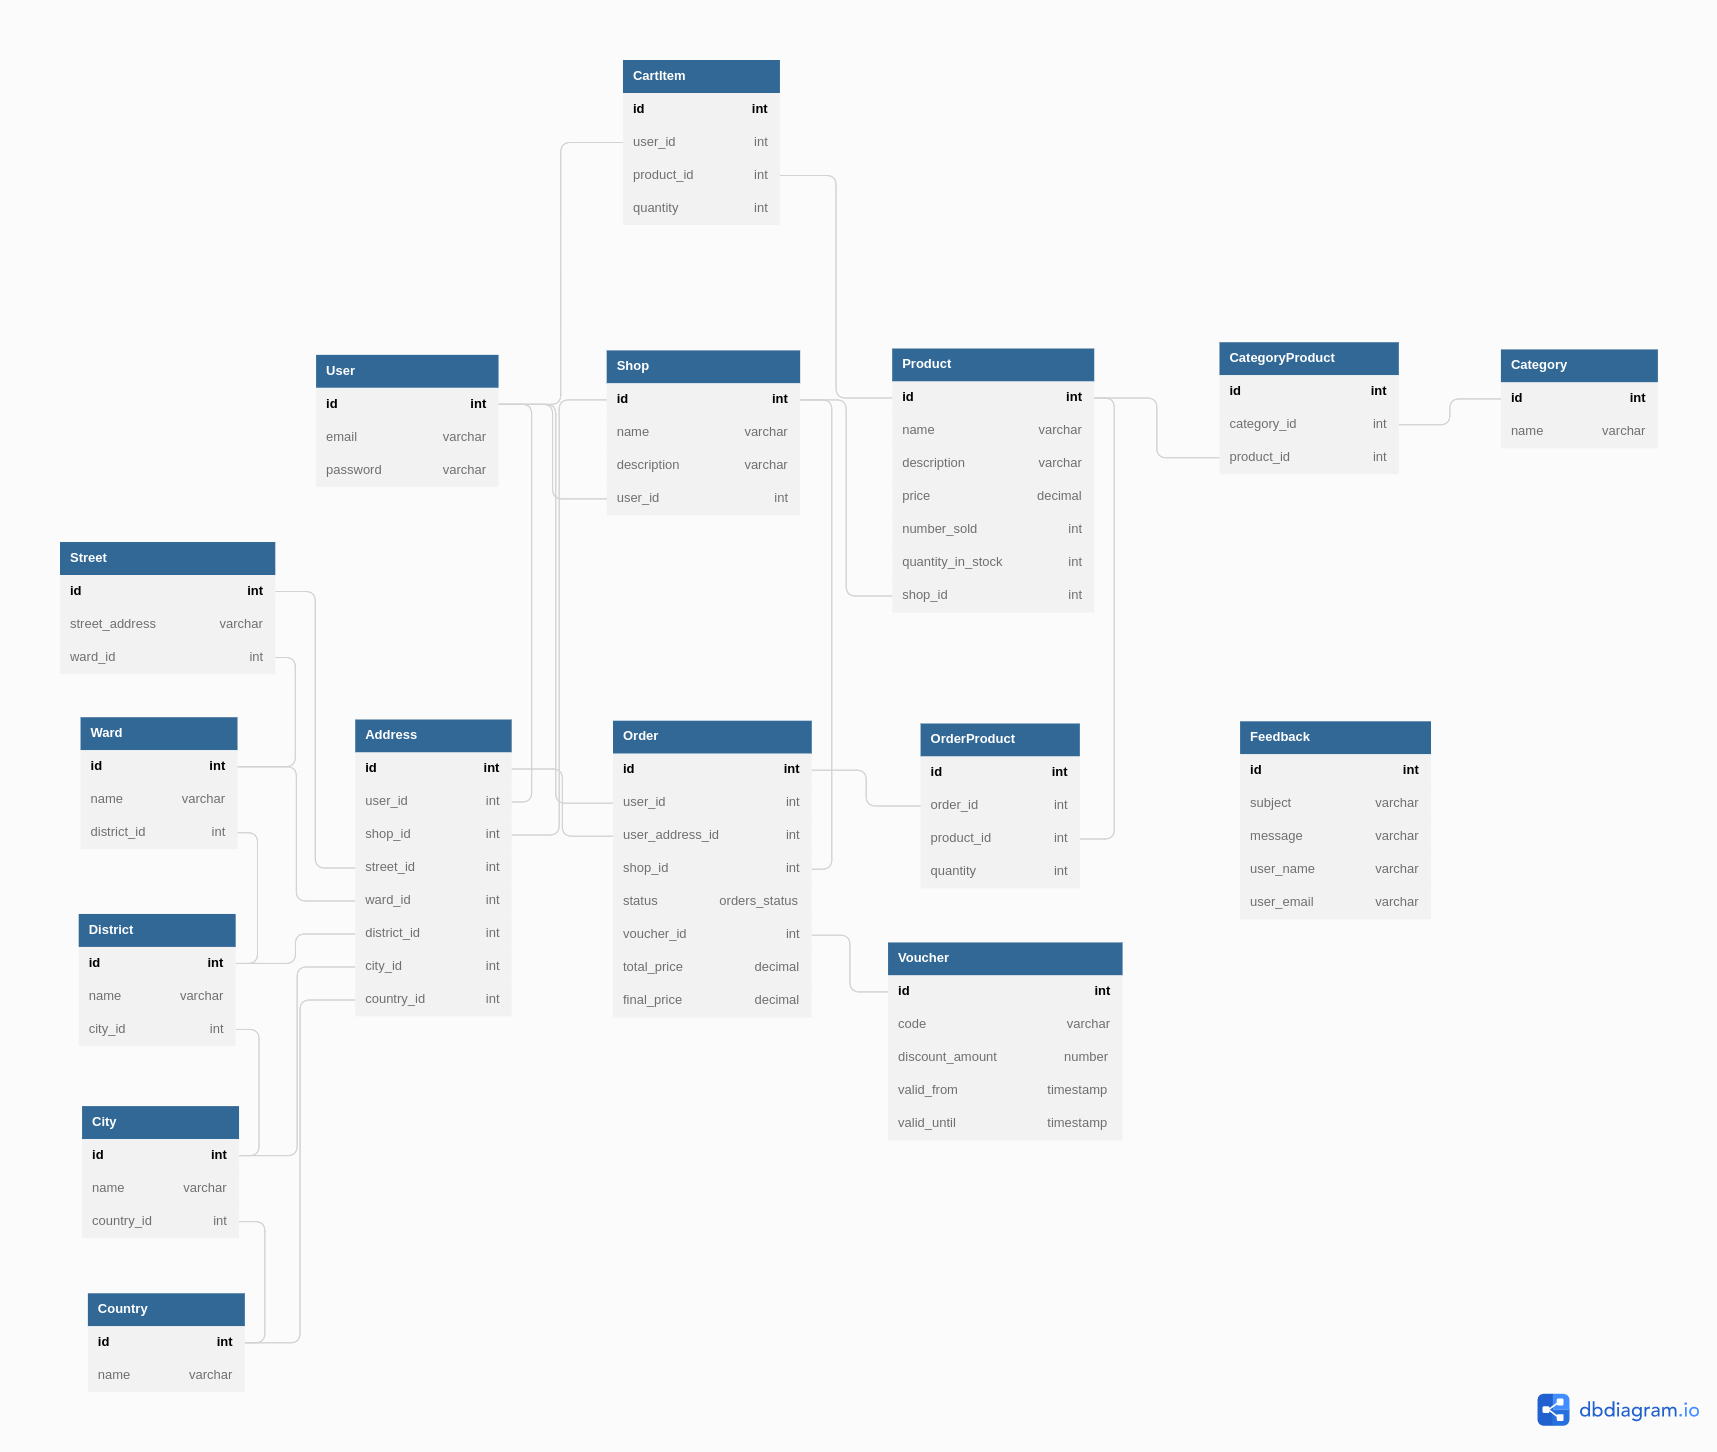 CartItem
id int
user_id int
product_id int
quantity int
User
id int
email varchar
password varchar
Shop
id int
name varchar
description varchar
user_id int
Product
id int
name varchar
description varchar
price decimal
number_sold int
quantity_in_stock int
shop_id int
CategoryProduct
id int
category_id int
product_id int
Category
id int
name varchar
Street
id int
street_address varchar
ward_id int
Ward
id int
name varchar
district_id int
District
id int
name varchar
city_id int
City
id int
name varchar
country_id int
Country
id int
name varchar
Address
id int
user_id int
shop_id int
street_id int
ward_id int
district_id int
city_id int
country_id int
Order
id int
user_id int
user_address_id int
shop_id int
status orders_status
voucher_id int
total_price decimal
final_price decimal
OrderProduct
id int
order_id int
product_id int
quantity int
Voucher
id int
code varchar
discount_amount number
valid_from timestamp
valid_until timestamp
Feedback
id int
subject varchar
message varchar
user_name varchar
user_email varchar
dbdiagram.io